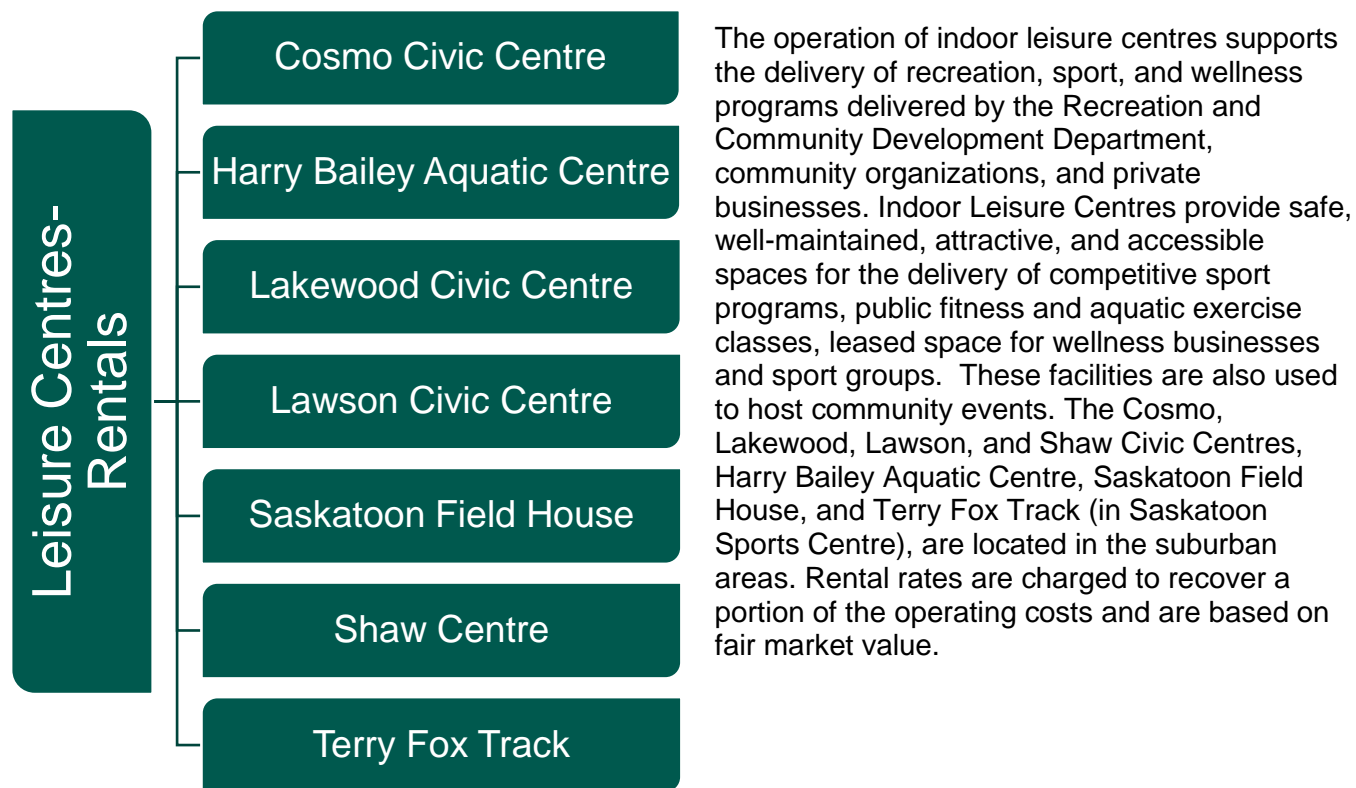 Leisure Centres-
Rentals
Cosmo Civic Centre
Harry Bailey Aquatic Centre
Lakewood Civic Centre
Lawson Civic Centre
Saskatoon Field House
Shaw Centre
Terry Fox Track
The operation of indoor leisure centres supports
the delivery of recreation, sport, and wellness
programs delivered by the Recreation and
Community Development Department,
community organizations, and private
businesses. Indoor Leisure Centres provide safe,
well-maintained, attractive, and accessible
spaces for the delivery of competitive sport
programs, public fitness and aquatic exercise
classes, leased space for wellness businesses
and sport groups.  These facilities are also used
to host community events. The Cosmo,
Lakewood, Lawson, and Shaw Civic Centres,
Harry Bailey Aquatic Centre, Saskatoon Field
House, and Terry Fox Track (in Saskatoon
Sports Centre), are located in the suburban
areas. Rental rates are charged to recover a
portion of the operating costs and are based on
fair market value.